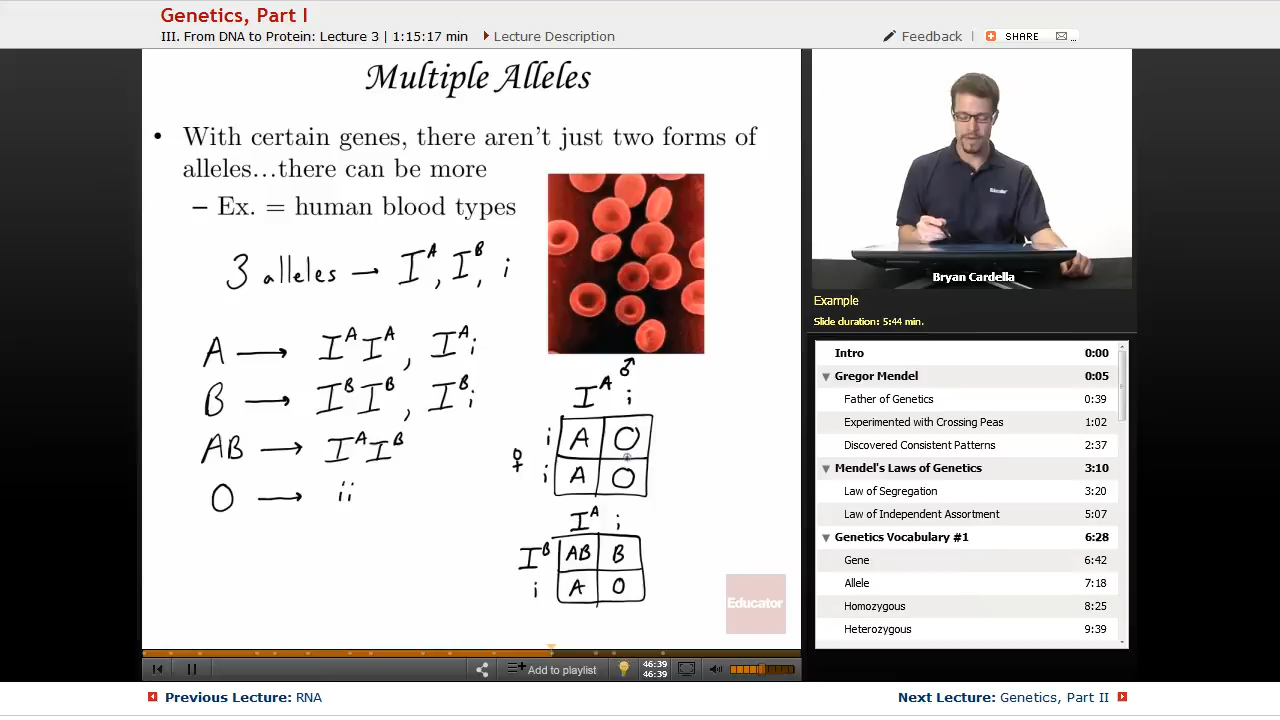 Genetics, Part I
III. From DNA to Protein: Lecture 3 | 1:15:17 min Lecture Description
Feedback | SHARE
Multiple Alleles
• With certain genes, there aren't just two forms of
alleles...there can be more
– Ex. = human blood types
3 alleles → I^A, I^B, i
A → I^A I^A, I^A i
B → I^B I^B, I^B i
AB → I^A I^B
O → ii
♂
I^A i
i A O
♀
i A O
I^A i
I^B AB B
i A O
Educator
Educator
Bryan Cardella
Example
Slide duration: 5:44 min.
Intro 0:00
Gregor Mendel 0:05
Father of Genetics 0:39
Experimented with Crossing Peas 1:02
Discovered Consistent Patterns 2:37
Mendel's Laws of Genetics 3:10
Law of Segregation 3:20
Law of Independent Assortment 5:07
Genetics Vocabulary #1 6:28
Gene 6:42
Allele 7:18
Homozygous 8:25
Heterozygous 9:39
Add to playlist
46:39
46:39
Previous Lecture: RNA
Next Lecture: Genetics, Part II